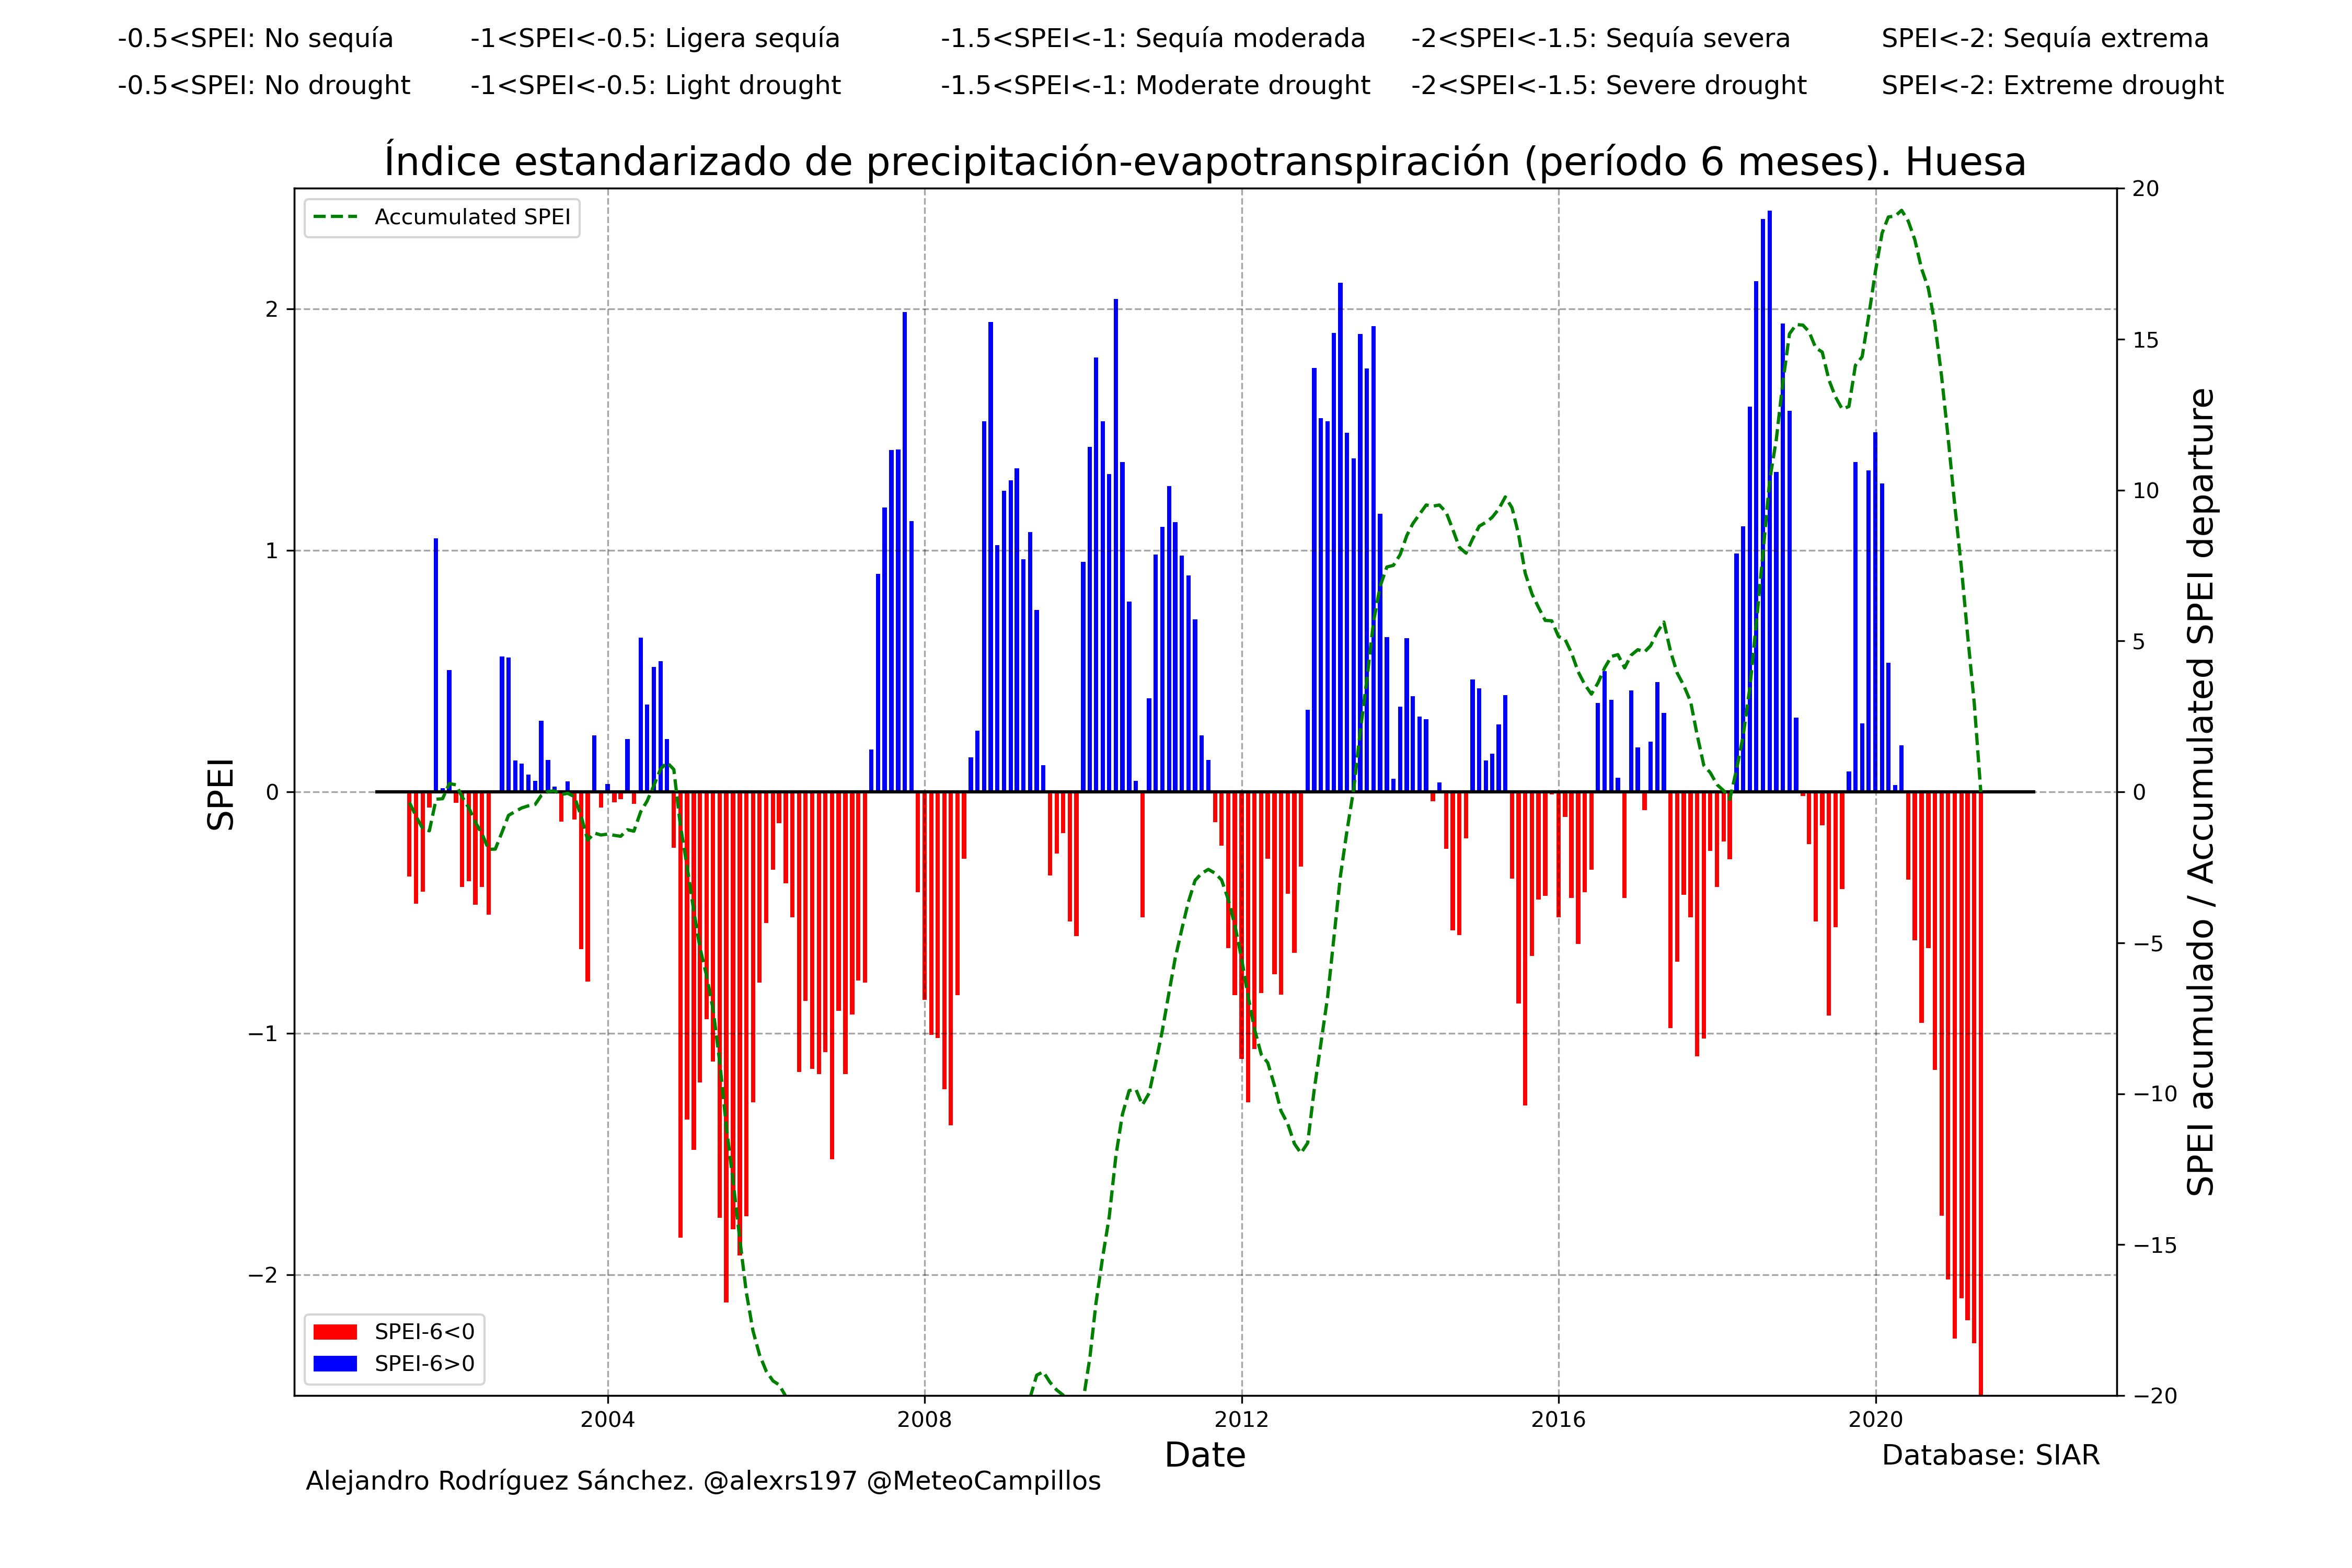 -0.5<SPEI: No sequía -1<SPEI<-0.5: Ligera sequía -1.5<SPEI<-1: Sequía moderada -2<SPEI<-1.5: Sequía severa SPEI<-2: Sequía extrema
-0.5<SPEI: No drought -1<SPEI<-0.5: Light drought -1.5<SPEI<-1: Moderate drought -2<SPEI<-1.5: Severe drought SPEI<-2: Extreme drought
Índice estandarizado de precipitación-evapotranspiración (período 6 meses). Huesa
Accumulated SPEI
SPEI
2
1
0
−1
−2
20
15
10
5
0
−5
−10
−15
−20
SPEI acumulado / Accumulated SPEI departure
SPEI-6<0
SPEI-6>0
2004 2008 2012 2016 2020
Date
Database: SIAR
Alejandro Rodríguez Sánchez. @alexrs197 @MeteoCampillos